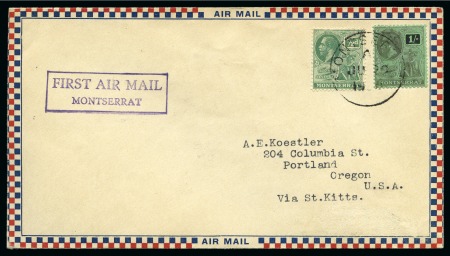 AIR MAIL
1/-
MONTSERRAT
MONTSERRAT
FIRST AIR MAIL
MONTSERRAT
A.E.Koestler
204 Columbia St.
Portland
Oregon
U.S.A.
Via St.Kitts.
AIR MAIL